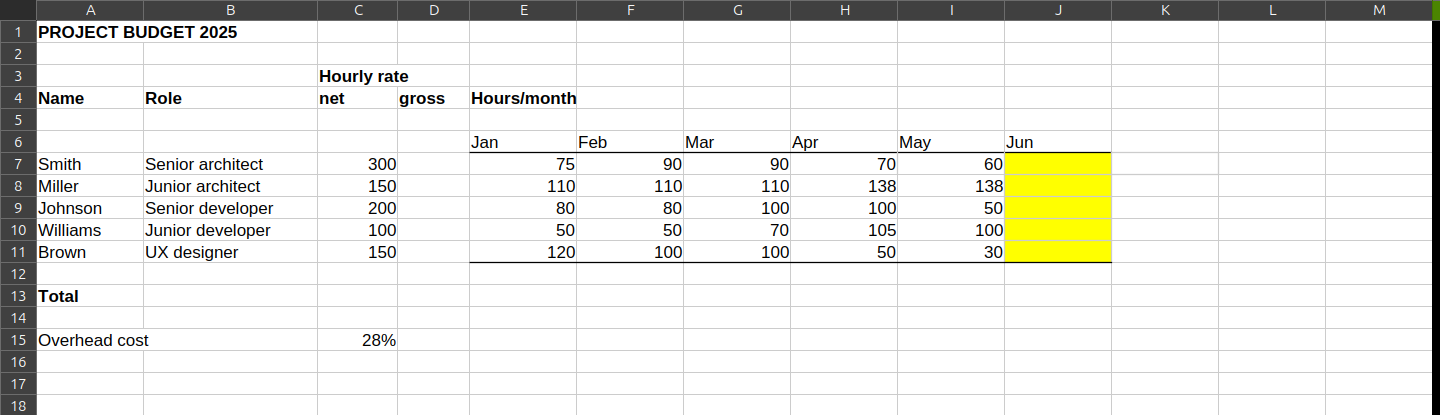 A B C D E F G H I J K L M
1 PROJECT BUDGET 2025
2
3 Hourly rate
4 Name Role net gross Hours/month
5
6 Jan Feb Mar Apr May Jun
7 Smith Senior architect 300 75 90 90 70 60
8 Miller Junior architect 150 110 110 110 138 138
9 Johnson Senior developer 200 80 80 100 100 50
10 Williams Junior developer 100 50 50 70 105 100
11 Brown UX designer 150 120 100 100 50 30
12
13 Total
14
15 Overhead cost 28%
16
17
18